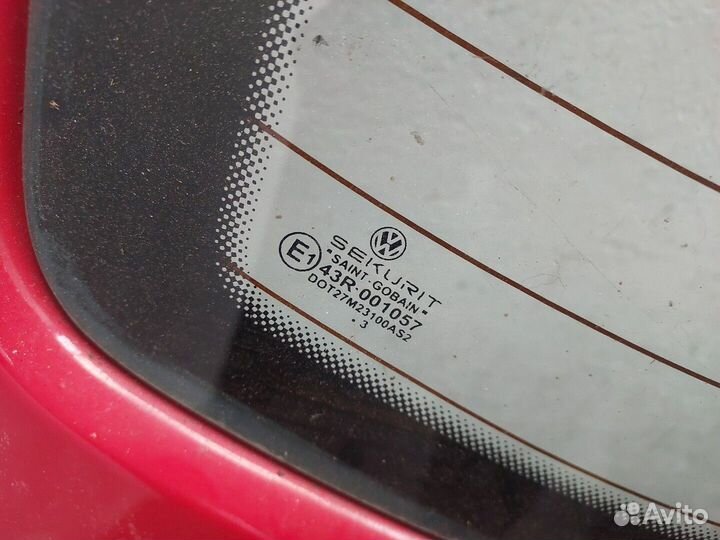 SEKURIT
"SAINT-GOBAIN"
E1 43R-001057
DOT27M23100AS2
. 3
Avito